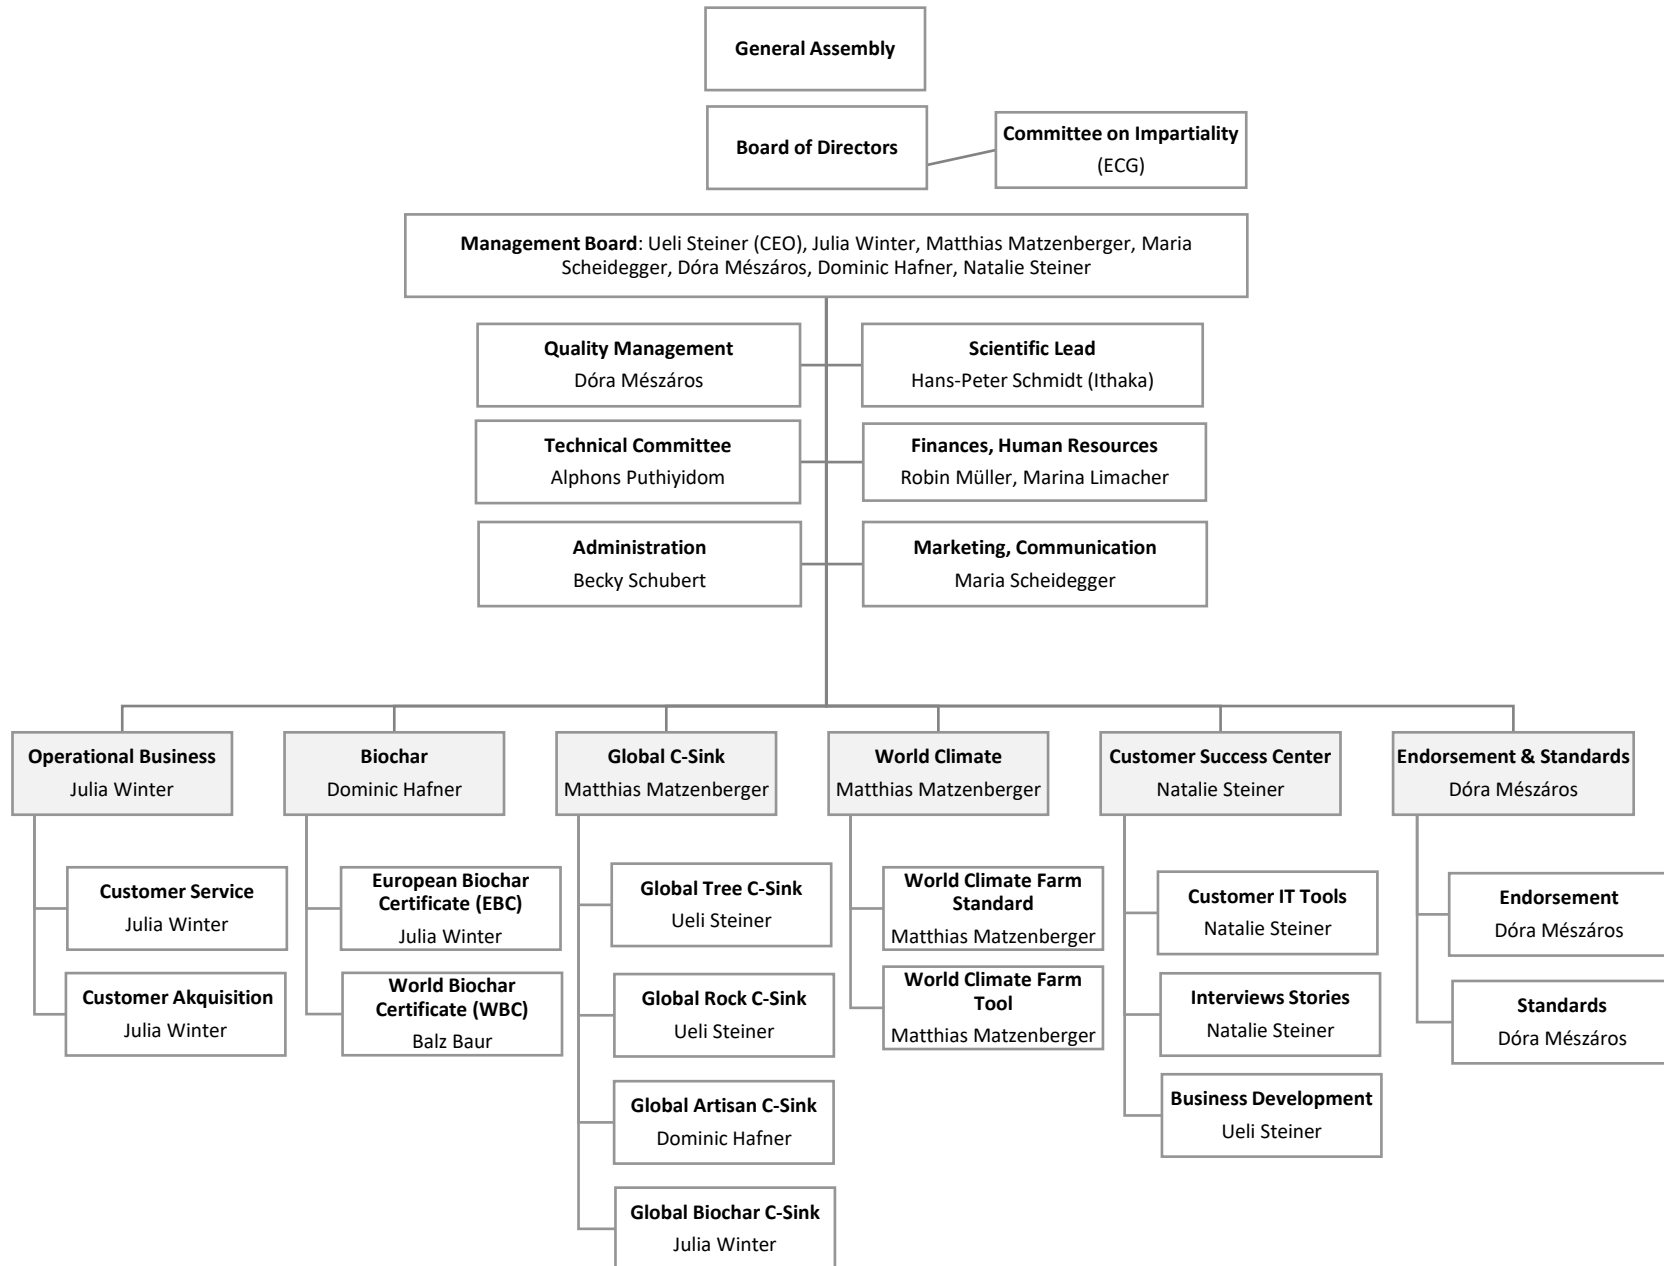 General Assembly
Board of Directors
Committee on Impartiality
(ECG)
Management Board: Ueli Steiner (CEO), Julia Winter, Matthias Matzenberger, Maria
Scheidegger, Dóra Mészáros, Dominic Hafner, Natalie Steiner
Quality Management
Dóra Mészáros
Scientific Lead
Hans-Peter Schmidt (Ithaka)
Technical Committee
Alphons Puthiyidom
Finances, Human Resources
Robin Müller, Marina Limacher
Administration
Becky Schubert
Marketing, Communication
Maria Scheidegger
Operational Business
Julia Winter
Customer Service
Julia Winter
Customer Akquisition
Julia Winter
Biochar
Dominic Hafner
European Biochar
Certificate (EBC)
Julia Winter
World Biochar
Certificate (WBC)
Balz Baur
Global C-Sink
Matthias Matzenberger
Global Tree C-Sink
Ueli Steiner
Global Rock C-Sink
Ueli Steiner
Global Artisan C-Sink
Dominic Hafner
Global Biochar C-Sink
Julia Winter
World Climate
Matthias Matzenberger
World Climate Farm
Standard
Matthias Matzenberger
World Climate Farm
Tool
Matthias Matzenberger
Customer Success Center
Natalie Steiner
Customer IT Tools
Natalie Steiner
Interviews Stories
Natalie Steiner
Business Development
Ueli Steiner
Endorsement & Standards
Dóra Mészáros
Endorsement
Dóra Mészáros
Standards
Dóra Mészáros